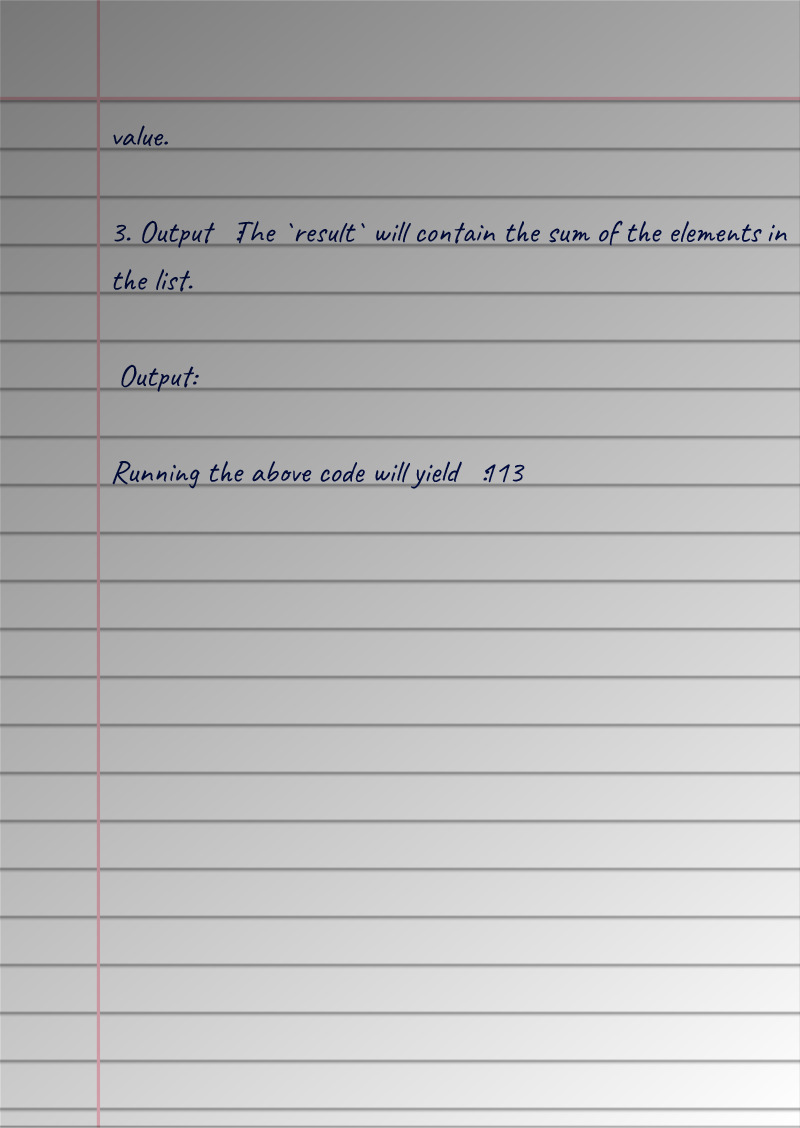 value.
3. Output : The `result` will contain the sum of the elements in
the list.
Output:
Running the above code will yield : 113